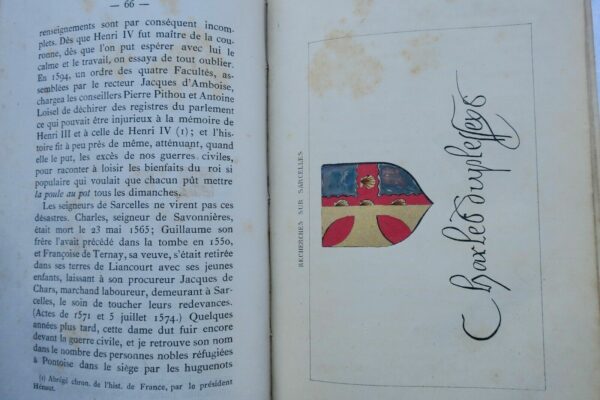 — 66 —
renseignements sont par conséquent incom-
plets. Dès que Henri IV fut maître de la cou-
ronne, dès que l'on put espérer avec lui le
calme et le travail, on essaya de tout oublier.
En 1594, un ordre des quatre Facultés, as-
semblées par le recteur Jacques d'Amboise,
chargea les conseillers Pierre Pithou et Antoine
Loisel de déchirer des registres du parlement
ce qui pouvait être injurieux à la mémoire de
Henri III et à celle de Henri IV (1) ; et l'his-
toire fit à peu près de même, atténuant, quand
elle le put, les excès de nos guerres civiles,
pour raconter à loisir les bienfaits du roi si
populaire qui voulait que chacun pût mettre
la poule au pot tous les dimanches.
Les seigneurs de Sarcelles ne virent pas ces
désastres. Charles, seigneur de Savonnières,
était mort le 23 mai 1565 ; Guillaume son
frère l'avait précédé dans la tombe en 1550,
et Françoise de Ternay, sa veuve, s'était retirée
dans ses terres de Liancourt avec ses jeunes
enfants, laissant à son procureur Jacques de
Chars, marchand laboureur, demeurant à Sar-
celles, le soin de toucher leurs redevances.
(Actes de 1571 et 5 juillet 1574.) Quelques
années plus tard, cette dame dut fuir encore
devant la guerre civile, et je retrouve son nom
dans le nombre des personnes nobles réfugiées
à Pontoise dans le siège par les huguenots
(1) Abrégé chron. de l'hist. de France, par le président
Hénaut.
RECHERCHES SUR SARCELLES
Charles duplessys